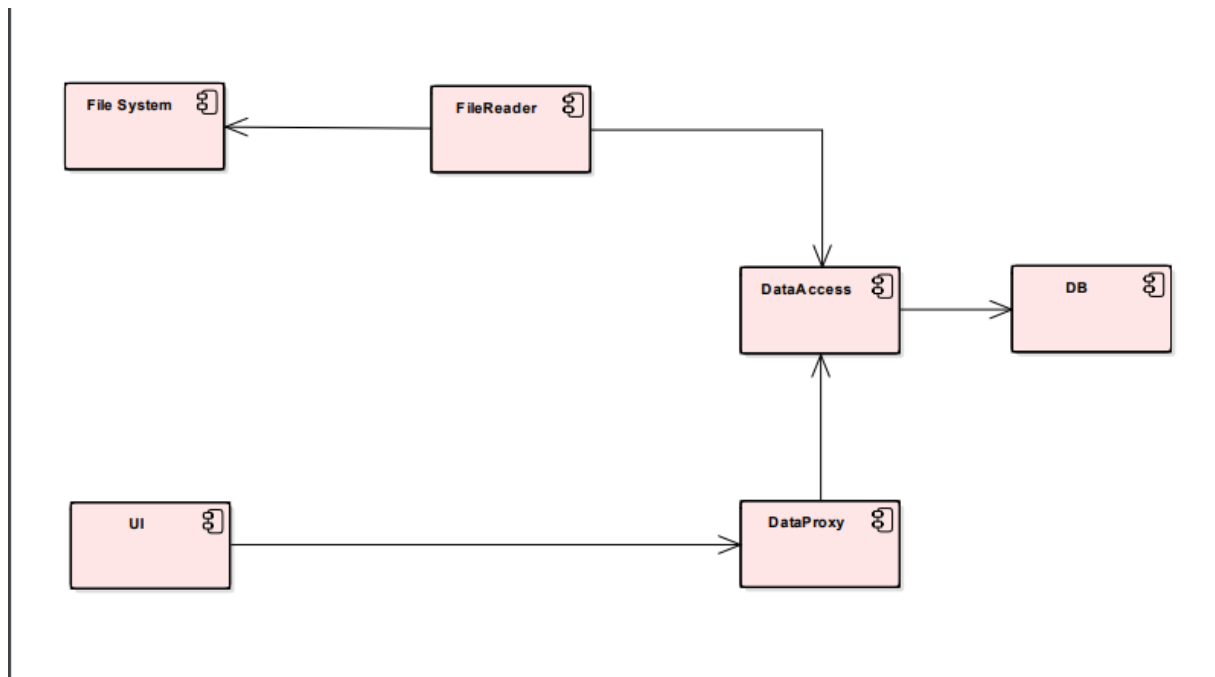 File System
FileReader
DataAccess
DB
UI
DataProxy